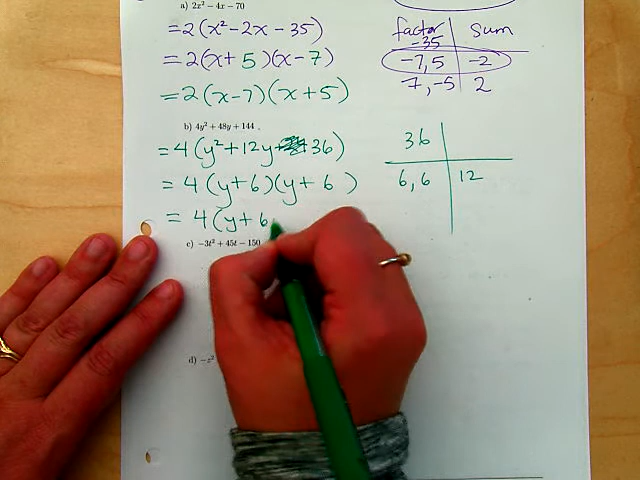 a) 2x² − 4x − 70
=2(x²−2x−35)
=2(x+5)(x−7)
=2(x−7)(x+5)
factor sum
−35
−7,5 −2
7,−5 2
b) 4y² + 48y + 144
=4(y²+12y+36)
=4(y+6)(y+6)
=4(y+6
36
6,6 12
c) −3t² + 45t − 150
d) −z²